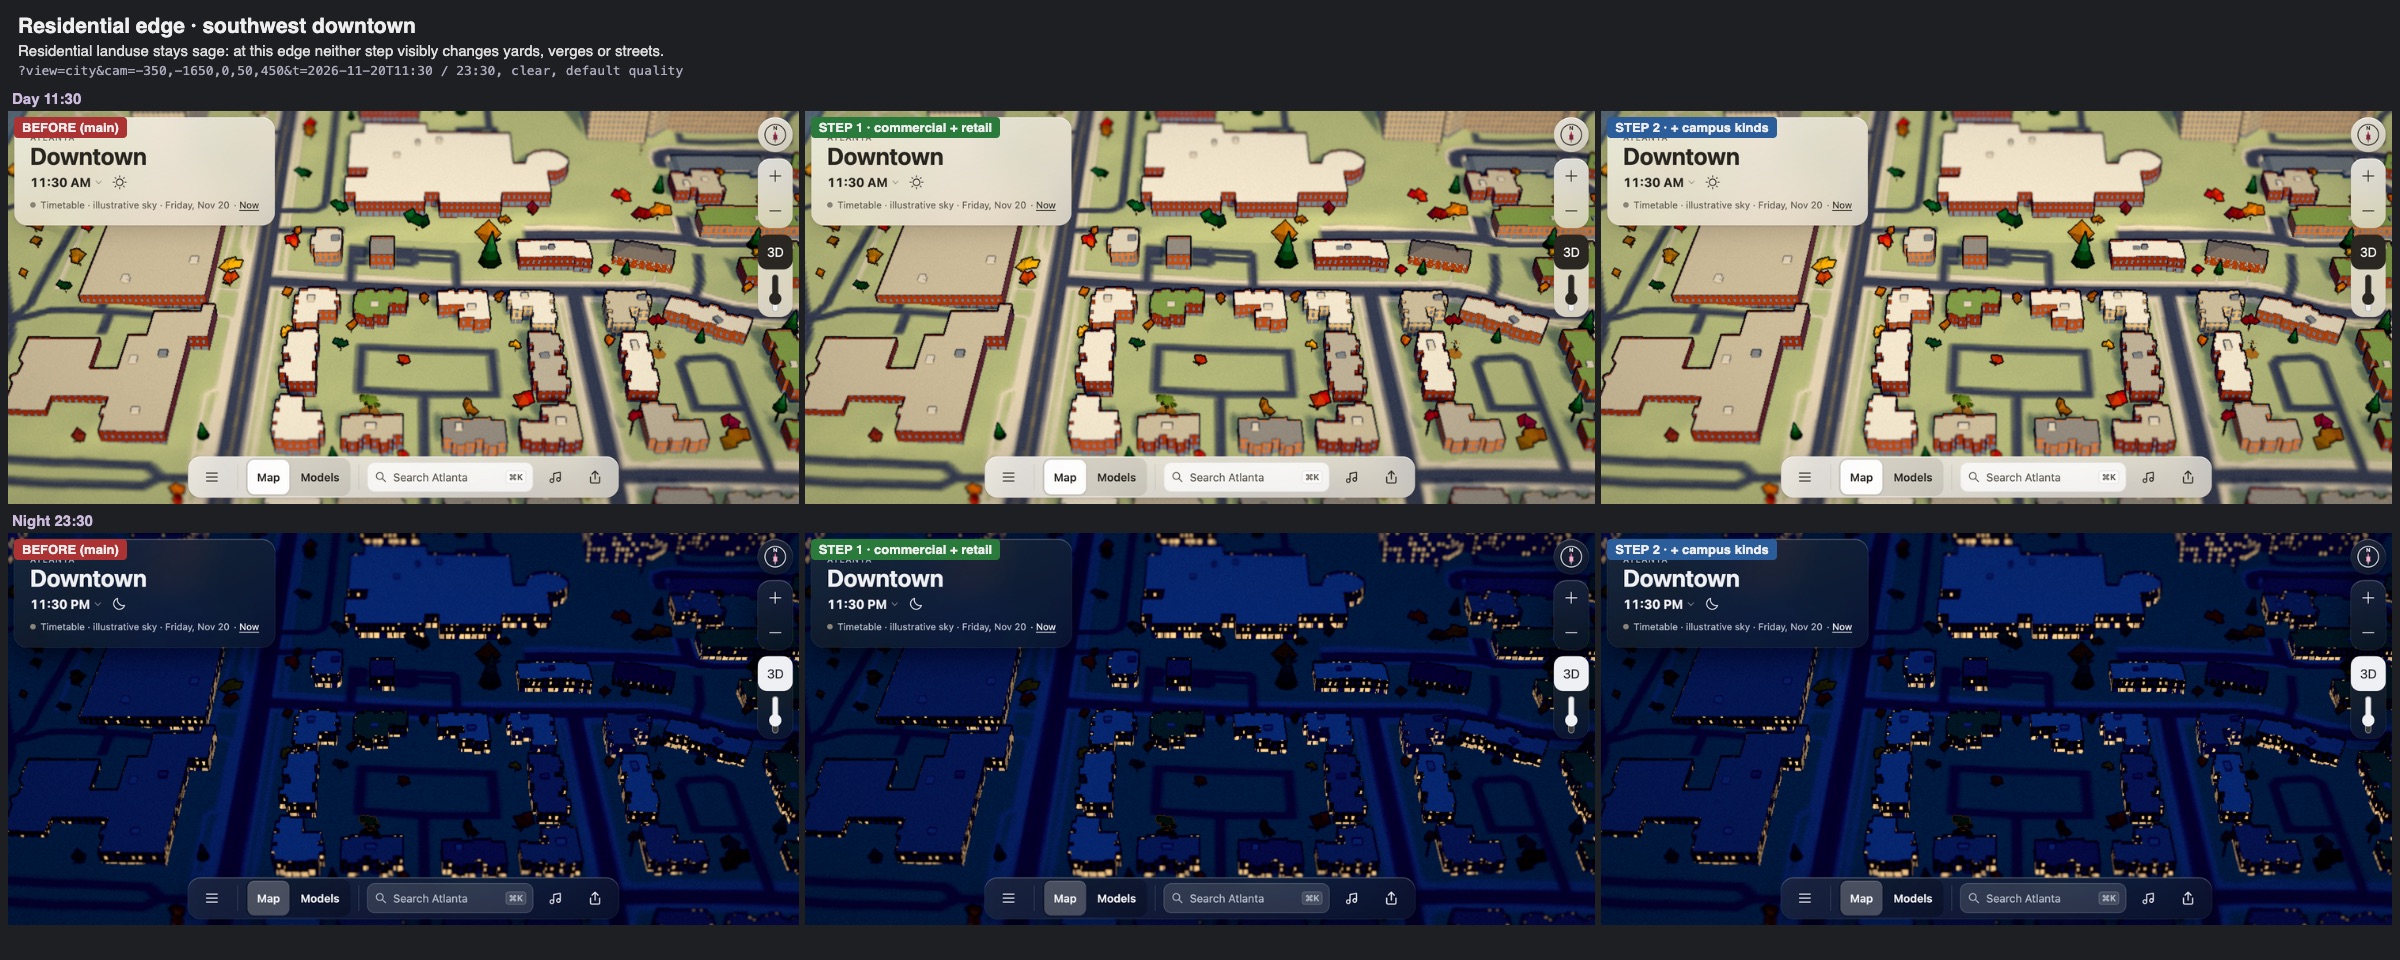 Residential edge · southwest downtown
Residential landuse stays sage: at this edge neither step visibly changes yards, verges or streets.
?view=city&cam=-350,-1650,0,50,450&t=2026-11-20T11:30 / 23:30, clear, default quality
Day 11:30
BEFORE (main)
Downtown
11:30 AM
Timetable · illustrative sky · Friday, Nov 20 · Now
N
+
−
3D
Map Models Search Atlanta ⌘K
STEP 1 · commercial + retail
Downtown
11:30 AM
Timetable · illustrative sky · Friday, Nov 20 · Now
N
+
−
3D
Map Models Search Atlanta ⌘K
STEP 2 · + campus kinds
Downtown
11:30 AM
Timetable · illustrative sky · Friday, Nov 20 · Now
N
+
−
3D
Map Models Search Atlanta ⌘K
Night 23:30
BEFORE (main)
Downtown
11:30 PM
Timetable · illustrative sky · Friday, Nov 20 · Now
N
+
−
3D
Map Models Search Atlanta ⌘K
STEP 1 · commercial + retail
Downtown
11:30 PM
Timetable · illustrative sky · Friday, Nov 20 · Now
N
+
−
3D
Map Models Search Atlanta ⌘K
STEP 2 · + campus kinds
Downtown
11:30 PM
Timetable · illustrative sky · Friday, Nov 20 · Now
N
+
−
3D
Map Models Search Atlanta ⌘K